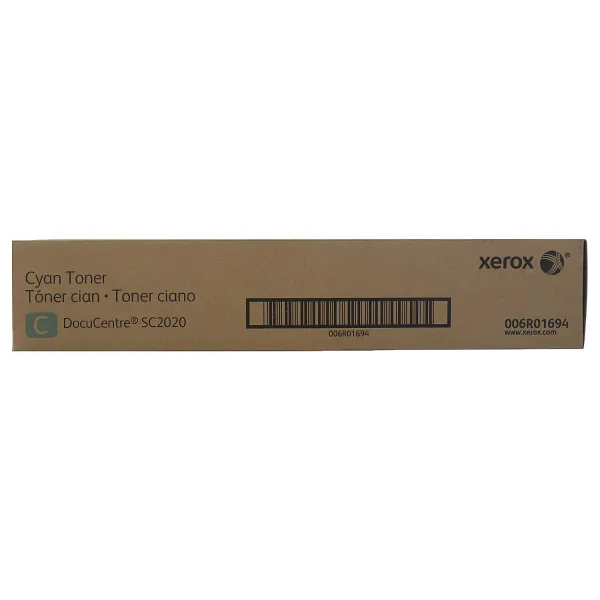 Cyan Toner
Tóner cian • Toner ciano
C DocuCentre® SC2020
006R01694
xerox
006R01694
www.xerox.com